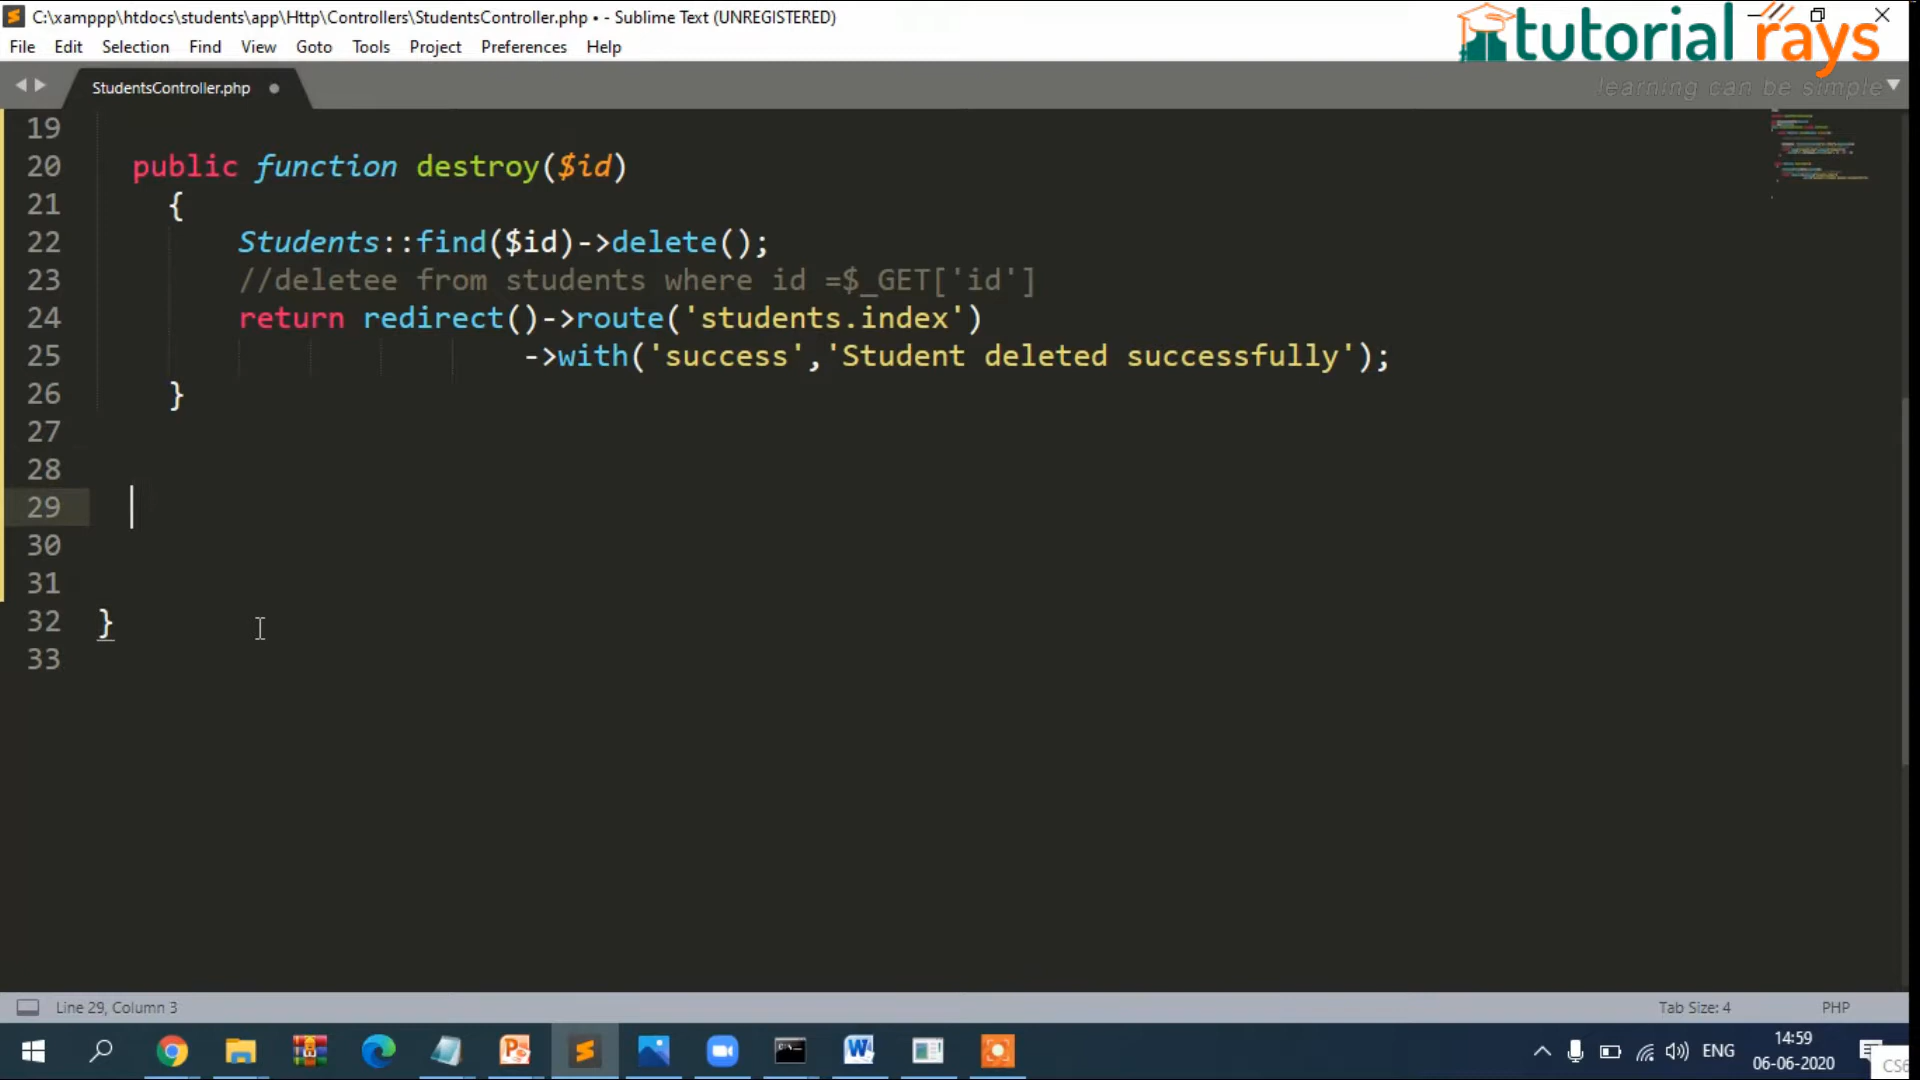 C:\xamppp\htdocs\students\app\Http\Controllers\StudentsController.php • - Sublime Text (UNREGISTERED)
tutorial rays
learning can be simple
File Edit Selection Find View Goto Tools Project Preferences Help
StudentsController.php
19
20 public function destroy($id)
21 {
22 Students::find($id)->delete();
23 //deletee from students where id =$_GET['id']
24 return redirect()->route('students.index')
25 ->with('success','Student deleted successfully');
26 }
27
28
29
30
31
32 }
33
Line 29, Column 3
Tab Size: 4
PHP
ENG
14:59
06-06-2020